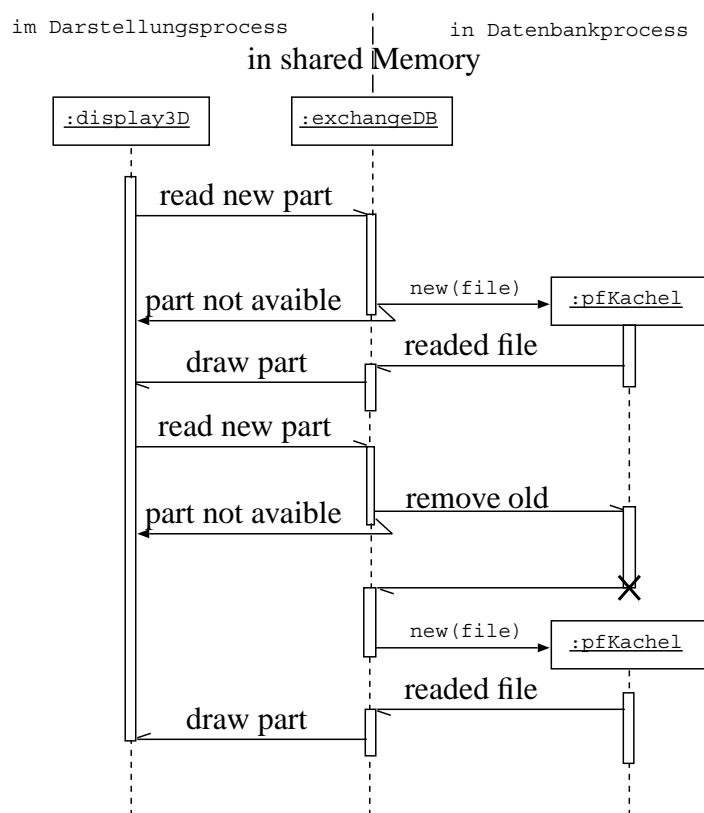 im Darstellungsprocess
in Datenbankprocess
in shared Memory
:display3D
:exchangeDB
read new part
new(file)
:pfKachel
part not avaible
readed file
draw part
read new part
remove old
part not avaible
new(file)
:pfKachel
readed file
draw part